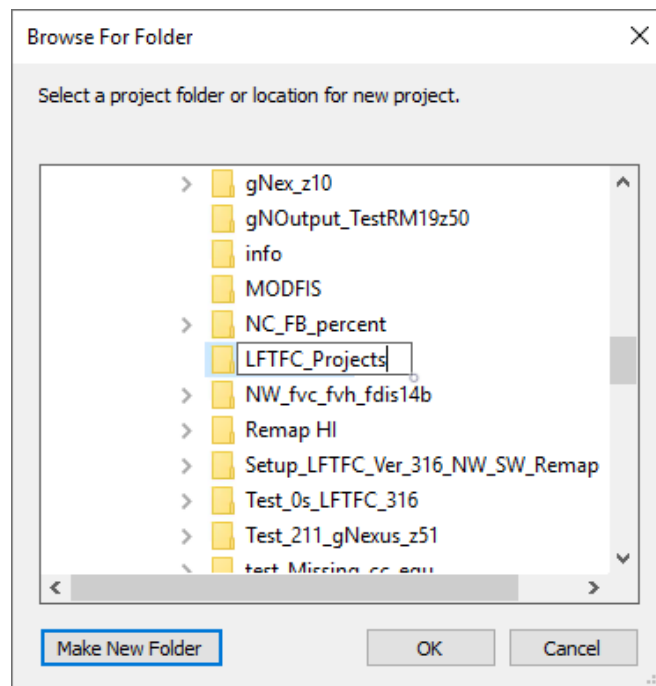 Browse For Folder
Select a project folder or location for new project.
gNex_z10
gNOutput_TestRM19z50
info
MODFIS
NC_FB_percent
LFTFC_Projects
NW_fvc_fvh_fdis14b
Remap HI
Setup_LFTFC_Ver_316_NW_SW_Remap
Test_0s_LFTFC_316
Test_211_gNexus_z51
test_Missing_cc_equ
Make New Folder
OK
Cancel